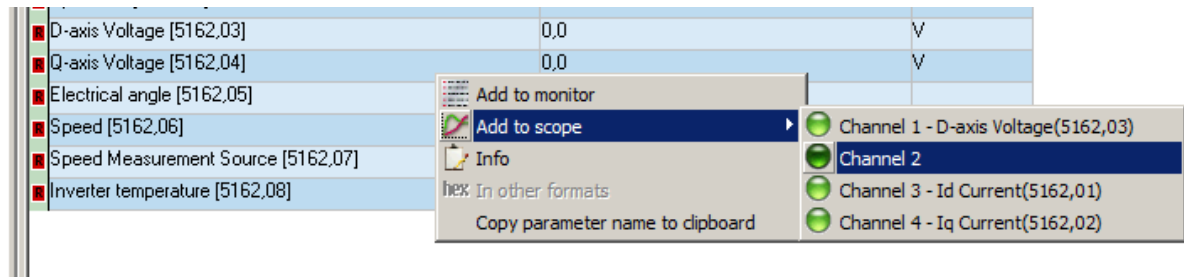 R D-axis Voltage [5162,03] 0,0 V
R Q-axis Voltage [5162,04] 0,0 V
R Electrical angle [5162,05]
R Speed [5162,06]
R Speed Measurement Source [5162,07]
R Inverter temperature [5162,08]
Add to monitor
Add to scope
Info
hex In other formats
Copy parameter name to clipboard
Channel 1 - D-axis Voltage(5162,03)
Channel 2
Channel 3 - Id Current(5162,01)
Channel 4 - Iq Current(5162,02)